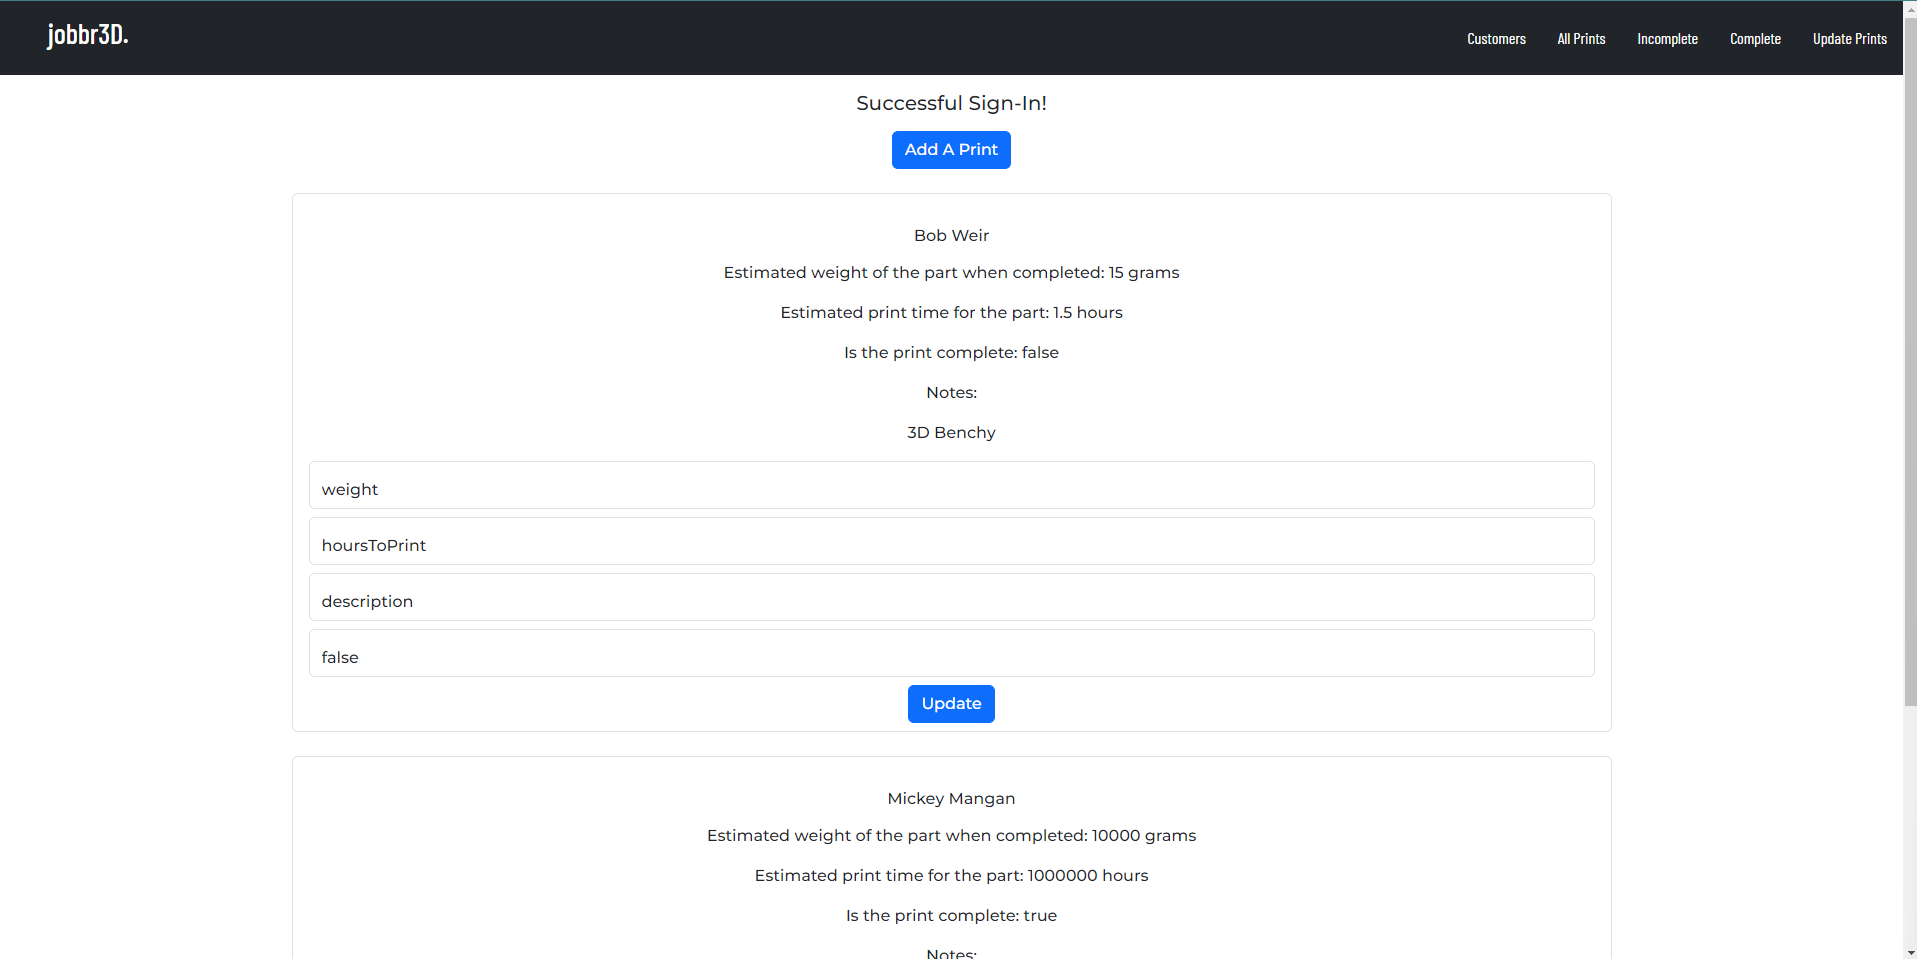 jobbr3D.
Customers All Prints Incomplete Complete Update Prints
Successful Sign-In!
Add A Print
Bob Weir
Estimated weight of the part when completed: 15 grams
Estimated print time for the part: 1.5 hours
Is the print complete: false
Notes:
3D Benchy
weight
hoursToPrint
description
false
Update
Mickey Mangan
Estimated weight of the part when completed: 10000 grams
Estimated print time for the part: 1000000 hours
Is the print complete: true
Notes: